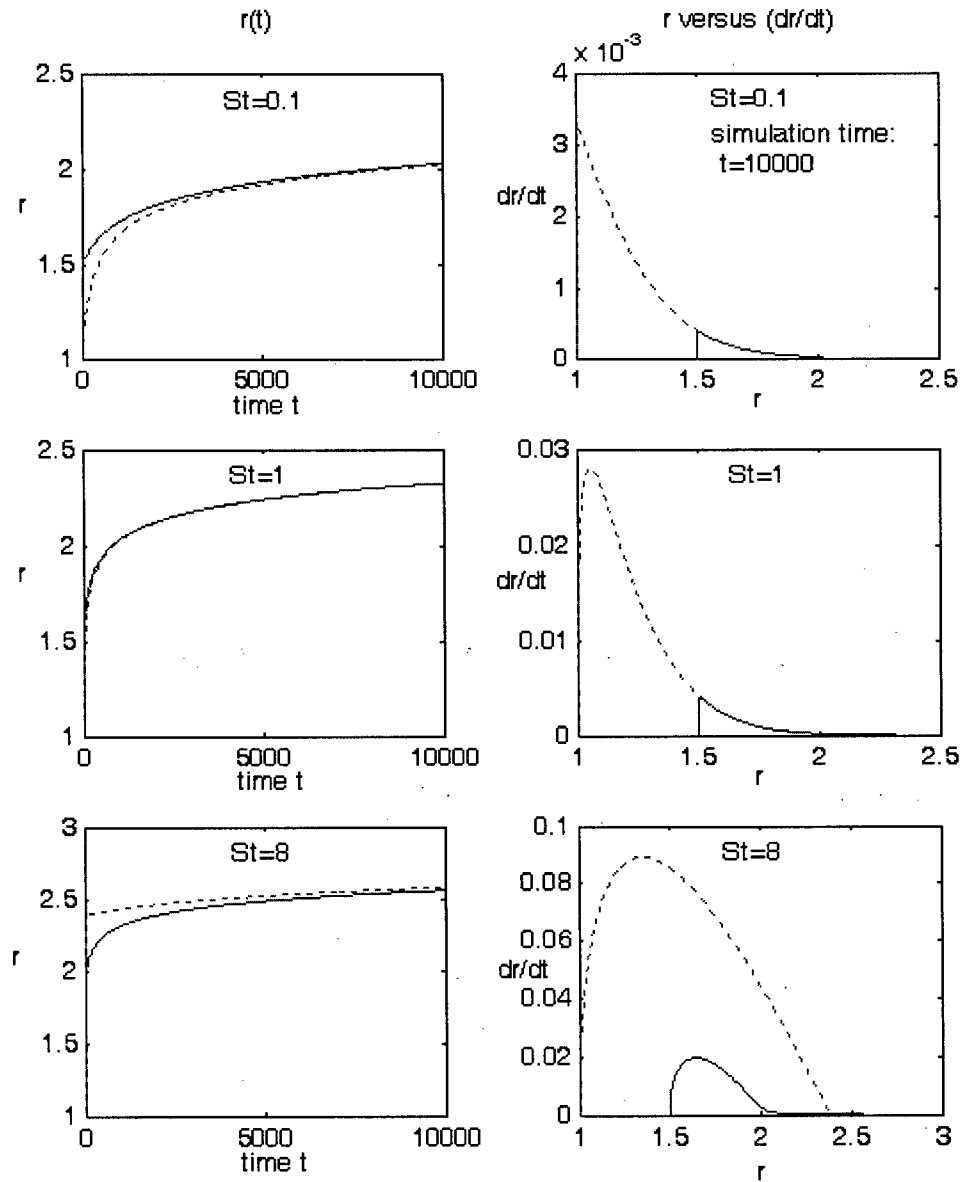 r(t)
r versus (dr/dt)
× 10⁻³
2.5
2
1.5
1
r
St=0.1
0
5000
10000
time t
4
3
2
1
0
dr/dt
St=0.1
simulation time:
t=10000
1
1.5
2
2.5
r
2.5
2
1.5
1
r
St=1
0
5000
10000
time t
0.03
0.02
0.01
0
dr/dt
St=1
1
1.5
2
2.5
r
3
2.5
2
1.5
1
r
St=8
0
5000
10000
time t
0.1
0.08
0.06
0.04
0.02
0
dr/dt
St=8
1
1.5
2
2.5
3
r